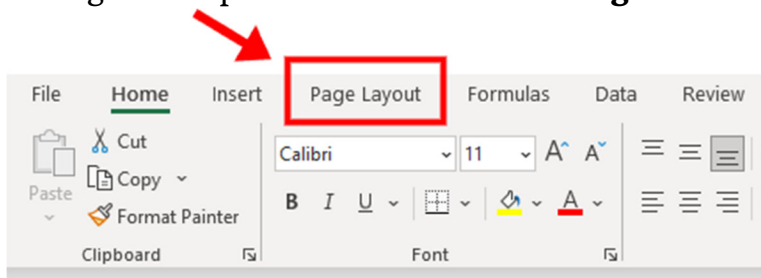 File Home Insert Page Layout Formulas Data Review
Cut
Calibri 11 A A
Paste Copy
B I U A
Format Painter
Clipboard Font